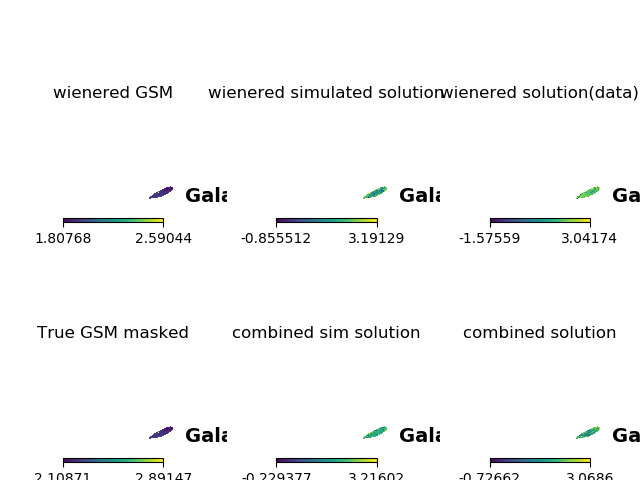 wienered GSM
wienered simulated solution
wienered solution(data)
Gala
Gala
Ga
1.80768 2.59044
-0.855512 3.19129
-1.57559 3.04174
True GSM masked
combined sim solution
combined solution
Gala
Gala
Ga
2.10871 2.89147
-0.229377 3.21602
-0.72662 3.0686